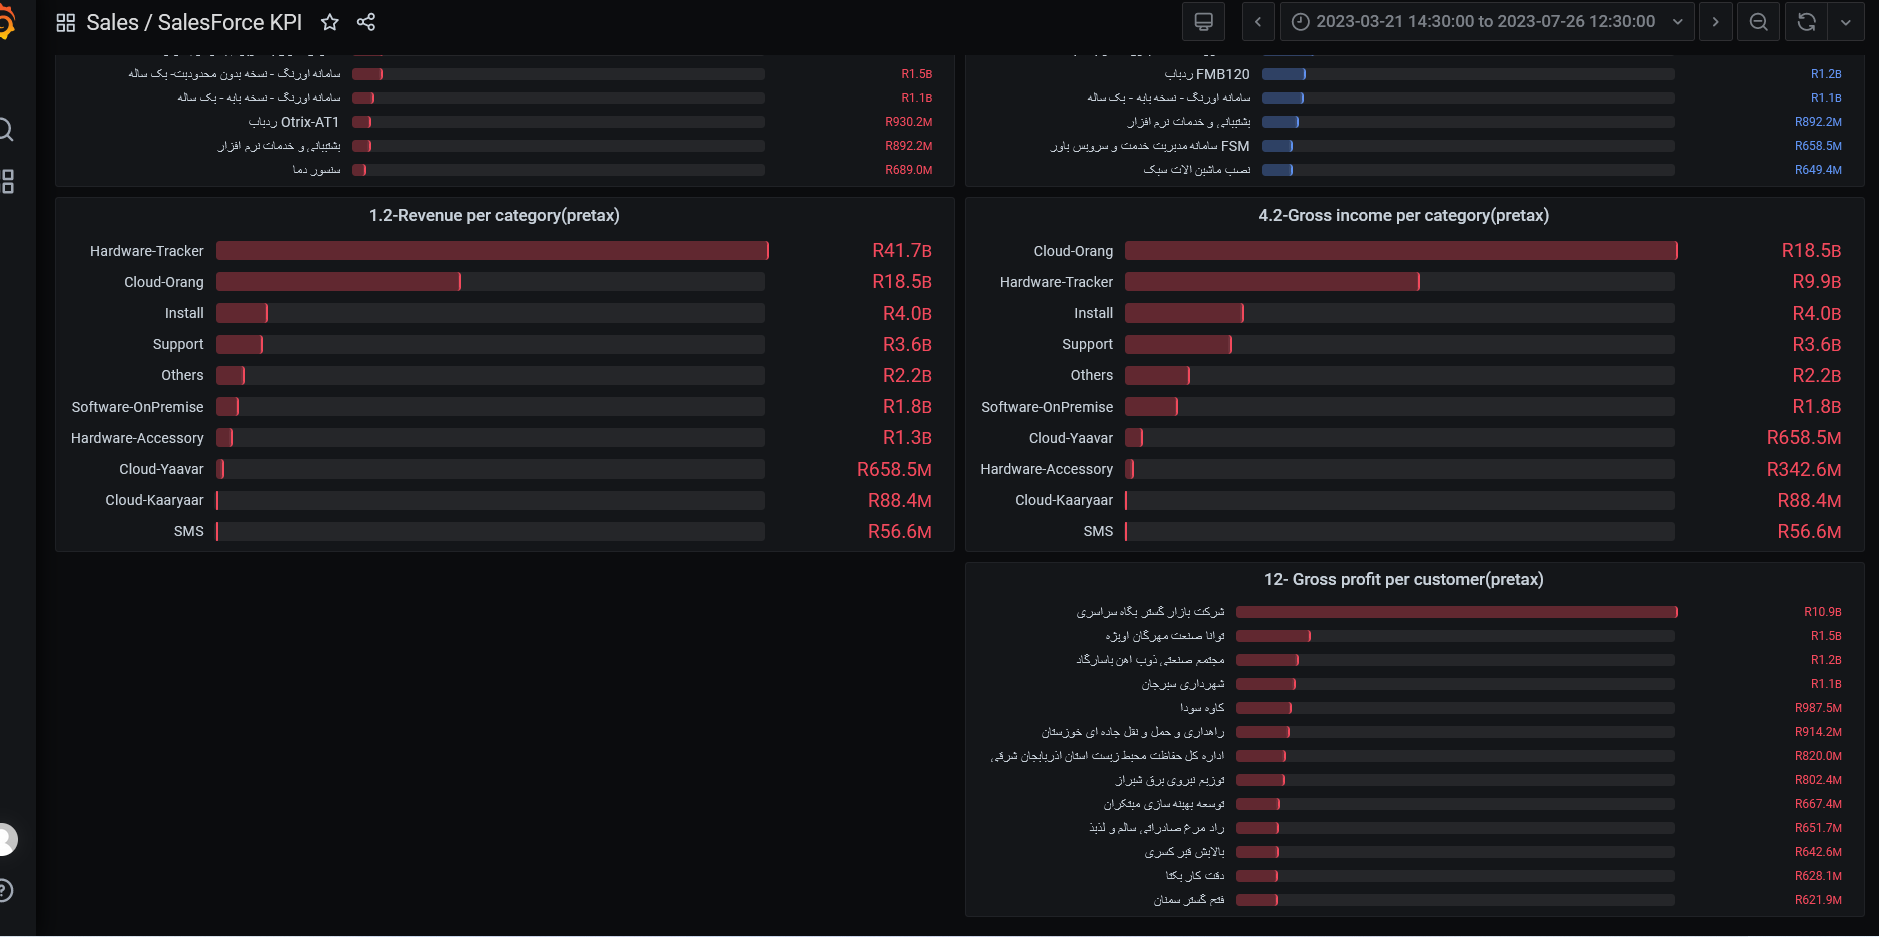 Sales / SalesForce KPI
2023-03-21 14:30:00 to 2023-07-26 12:30:00
سامانه اورنگ - نسخه بدون محدودیت- یک ساله R1.5B
سامانه اورنگ - نسخه پایه - یک ساله R1.1B
ردیاب Otrix-AT1 R930.2M
پشتیبانی و خدمات نرم افزار R892.2M
سنسور دما R689.0M
ردیاب FMB120 R1.2B
سامانه اورنگ - نسخه پایه - یک ساله R1.1B
پشتیبانی و خدمات نرم افزار R892.2M
سامانه مدیریت خدمت و سرویس یاور FSM R658.5M
نصب ماشین الات سبک R649.4M
1.2-Revenue per category(pretax)
Hardware-Tracker R41.7B
Cloud-Orang R18.5B
Install R4.0B
Support R3.6B
Others R2.2B
Software-OnPremise R1.8B
Hardware-Accessory R1.3B
Cloud-Yaavar R658.5M
Cloud-Kaaryaar R88.4M
SMS R56.6M
4.2-Gross income per category(pretax)
Cloud-Orang R18.5B
Hardware-Tracker R9.9B
Install R4.0B
Support R3.6B
Others R2.2B
Software-OnPremise R1.8B
Cloud-Yaavar R658.5M
Hardware-Accessory R342.6M
Cloud-Kaaryaar R88.4M
SMS R56.6M
12- Gross profit per customer(pretax)
شرکت بازار گستر پگاه سراسری R10.9B
توانا صنعت مهرگان اویژه R1.5B
مجتمع صنعتی ذوب اهن پاسارگاد R1.2B
شهرداری سیرجان R1.1B
کاوه سودا R987.5M
راهداری و حمل و نقل جاده ای خوزستان R914.2M
اداره کل حفاظت محیط زیست استان اذربایجان شرقی R820.0M
توزیع نیروی برق شیراز R802.4M
توسعه بهینه سازی مبتکران R667.4M
راد مرغ صادراتی سالم و لذیذ R651.7M
پالایش قیر کسری R642.6M
دقت کار یکتا R628.1M
فتح گستر سمنان R621.9M